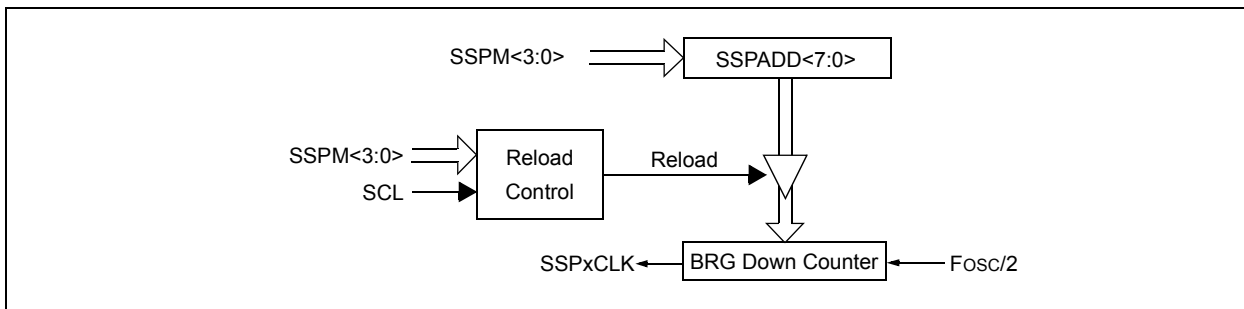 SSPM<3:0>
SSPADD<7:0>
SSPM<3:0>
SCL
Reload
Control
Reload
SSPxCLK
BRG Down Counter
FOSC/2